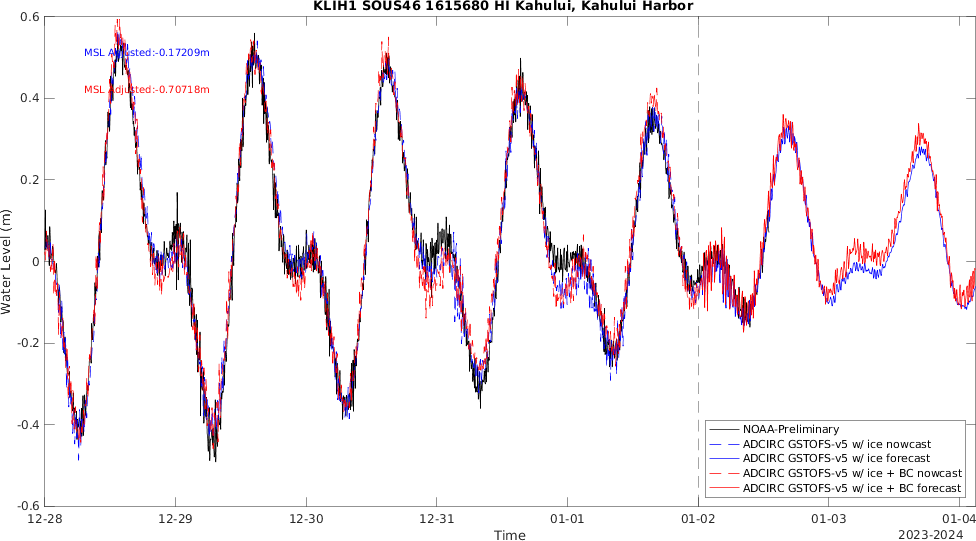 KLIH1 SOUS46 1615680 HI Kahului, Kahului Harbor
0.6
MSL Adjusted:-0.17209m
MSL Adjusted:-0.70718m
0.4
0.2
0
-0.2
-0.4
-0.6
Water Level (m)
NOAA-Preliminary
ADCIRC GSTOFS-v5 w/ ice nowcast
ADCIRC GSTOFS-v5 w/ ice forecast
ADCIRC GSTOFS-v5 w/ ice + BC nowcast
ADCIRC GSTOFS-v5 w/ ice + BC forecast
12-28 12-29 12-30 12-31 01-01 01-02 01-03 01-04
Time
2023-2024